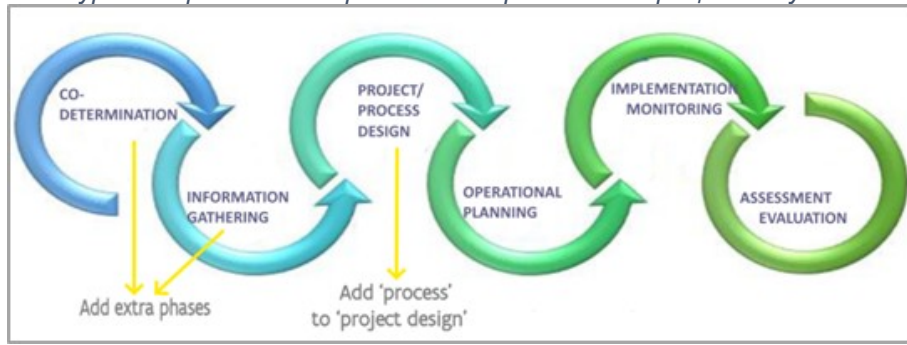 CO-
DETERMINATION
INFORMATION
GATHERING
PROJECT/
PROCESS
DESIGN
OPERATIONAL
PLANNING
IMPLEMENTATION
MONITORING
ASSESSMENT
EVALUATION
Add extra phases
Add ‘process’
to ‘project design’